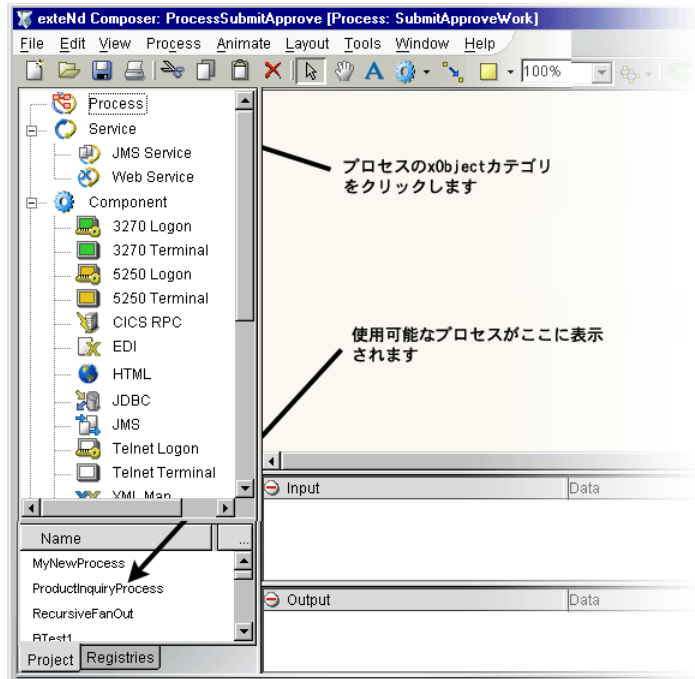 exteNd Composer: ProcessSubmitApprove [Process: SubmitApproveWork]
File Edit View Process Animate Layout Tools Window Help
100%
Process
Service
JMS Service
Web Service
Component
3270 Logon
3270 Terminal
5250 Logon
5250 Terminal
CICS RPC
EDI
HTML
JDBC
JMS
Telnet Logon
Telnet Terminal
XML Map
プロセスのxObjectカテゴリ
をクリックします
使用可能なプロセスがここに表示
されます
Name ...
MyNewProcess
ProductInquiryProcess
RecursiveFanOut
BTest1
Project Registries
Input Data
Output Data